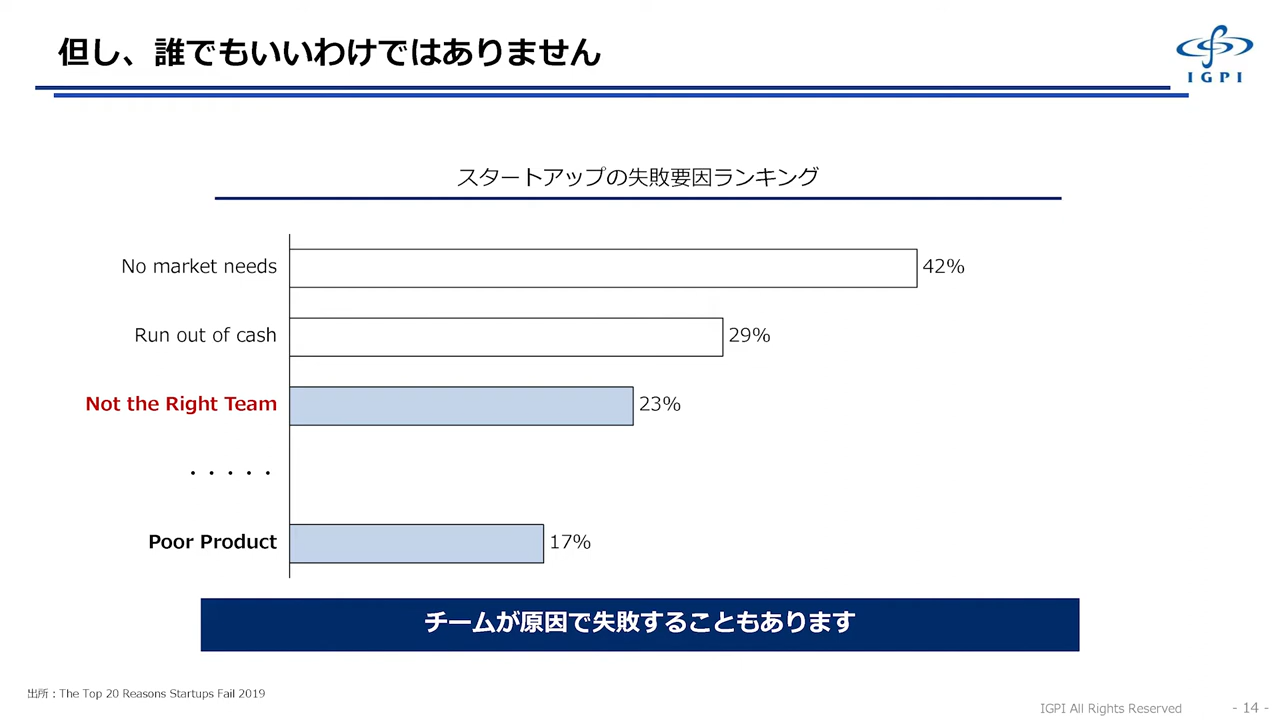 但し、誰でもいいわけではありません
IGPI
スタートアップの失敗要因ランキング
No market needs 42%
Run out of cash 29%
Not the Right Team 23%
・・・・・
Poor Product 17%
チームが原因で失敗することもあります
出所：The Top 20 Reasons Startups Fail 2019
IGPI All Rights Reserved - 14 -